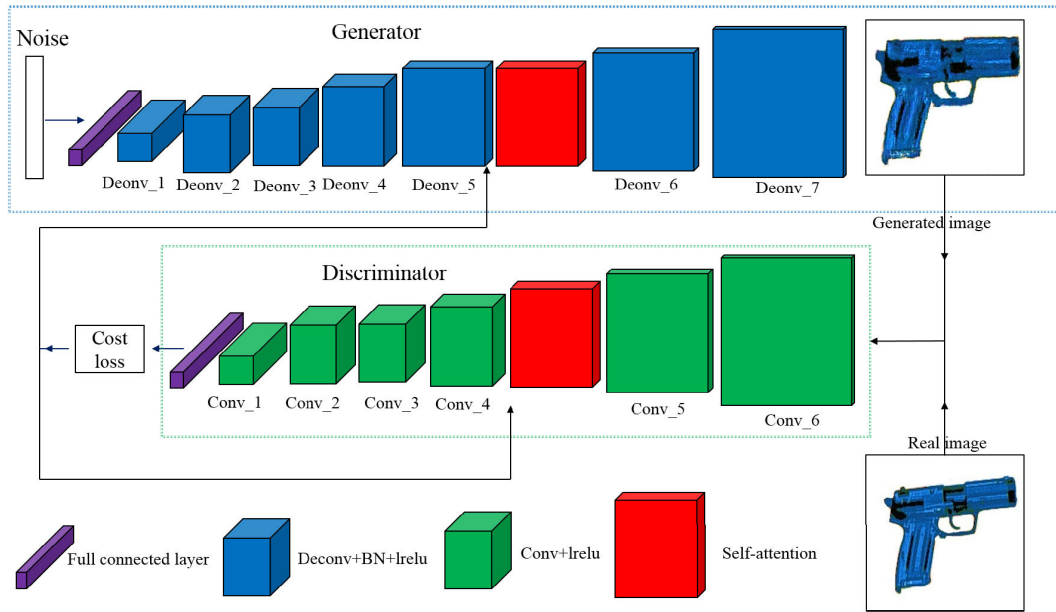 Generator
Noise
Deonv_1
Deonv_2
Deonv_3
Deonv_4
Deonv_5
Deonv_6
Deonv_7
Generated image
Discriminator
Cost
loss
Conv_1
Conv_2
Conv_3
Conv_4
Conv_5
Conv_6
Real image
Full connected layer
Deconv+BN+lrelu
Conv+lrelu
Self-attention